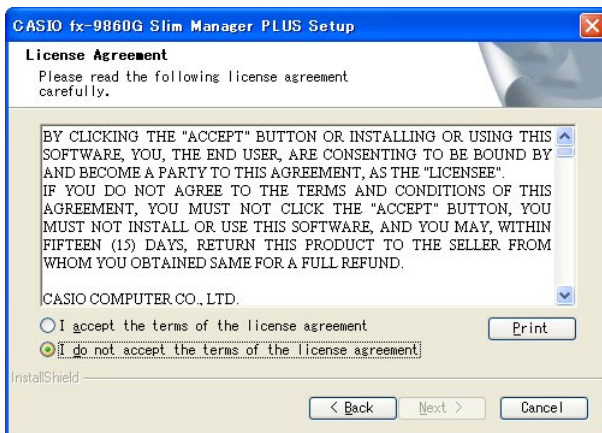 CASIO fx-9860G Slim Manager PLUS Setup
License Agreement
Please read the following license agreement
carefully.
BY CLICKING THE "ACCEPT" BUTTON OR INSTALLING OR USING THIS
SOFTWARE, YOU, THE END USER, ARE CONSENTING TO BE BOUND BY
AND BECOME A PARTY TO THIS AGREEMENT, AS THE "LICENSEE".
IF YOU DO NOT AGREE TO THE TERMS AND CONDITIONS OF THIS
AGREEMENT, YOU MUST NOT CLICK THE "ACCEPT" BUTTON, YOU
MUST NOT INSTALL OR USE THIS SOFTWARE, AND YOU MAY, WITHIN
FIFTEEN (15) DAYS, RETURN THIS PRODUCT TO THE SELLER FROM
WHOM YOU OBTAINED SAME FOR A FULL REFUND.
CASIO COMPUTER CO., LTD.
I accept the terms of the license agreement
Print
I do not accept the terms of the license agreement
InstallShield
< Back
Next >
Cancel